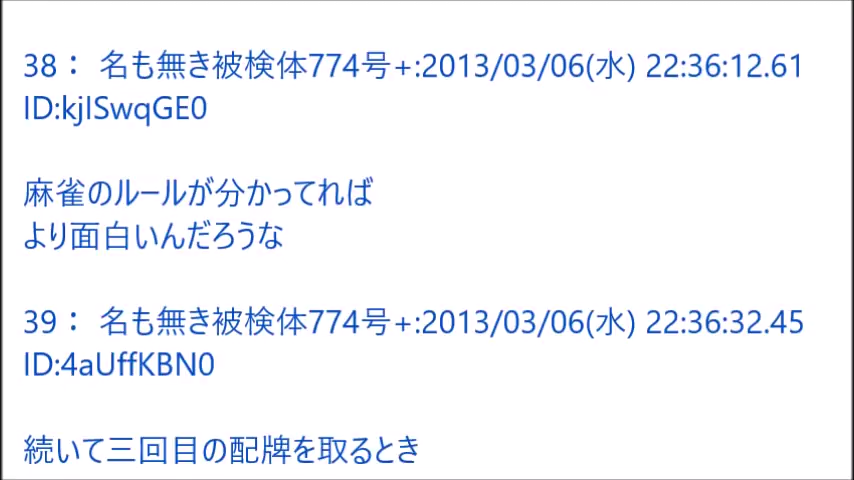 38： 名も無き被検体774号+:2013/03/06(水) 22:36:12.61
ID:kjISwqGE0
麻雀のルールが分かってれば
より面白いんだろうな
39： 名も無き被検体774号+:2013/03/06(水) 22:36:32.45
ID:4aUffKBN0
続いて三回目の配牌を取るとき